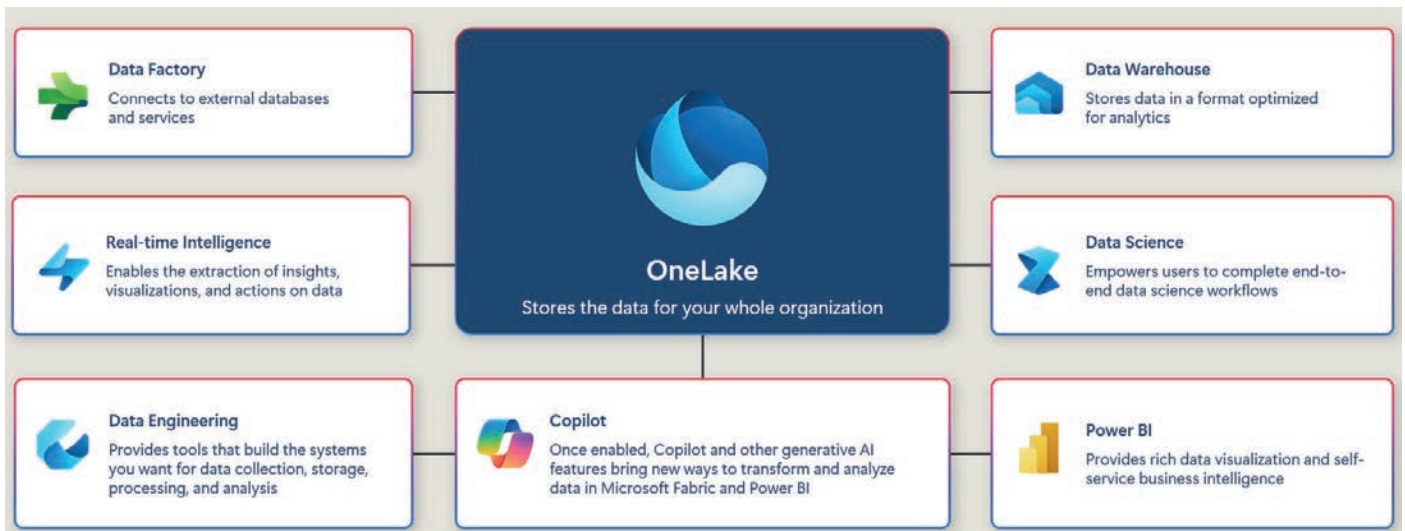 Data Factory
Connects to external databases
and services
OneLake
Stores the data for your whole organization
Data Warehouse
Stores data in a format optimized
for analytics
Real-time Intelligence
Enables the extraction of insights,
visualizations, and actions on data
Data Science
Empowers users to complete end-to-
end data science workflows
Data Engineering
Provides tools that build the systems
you want for data collection, storage,
processing, and analysis
Copilot
Once enabled, Copilot and other generative AI
features bring new ways to transform and analyze
data in Microsoft Fabric and Power BI
Power BI
Provides rich data visualization and self-
service business intelligence